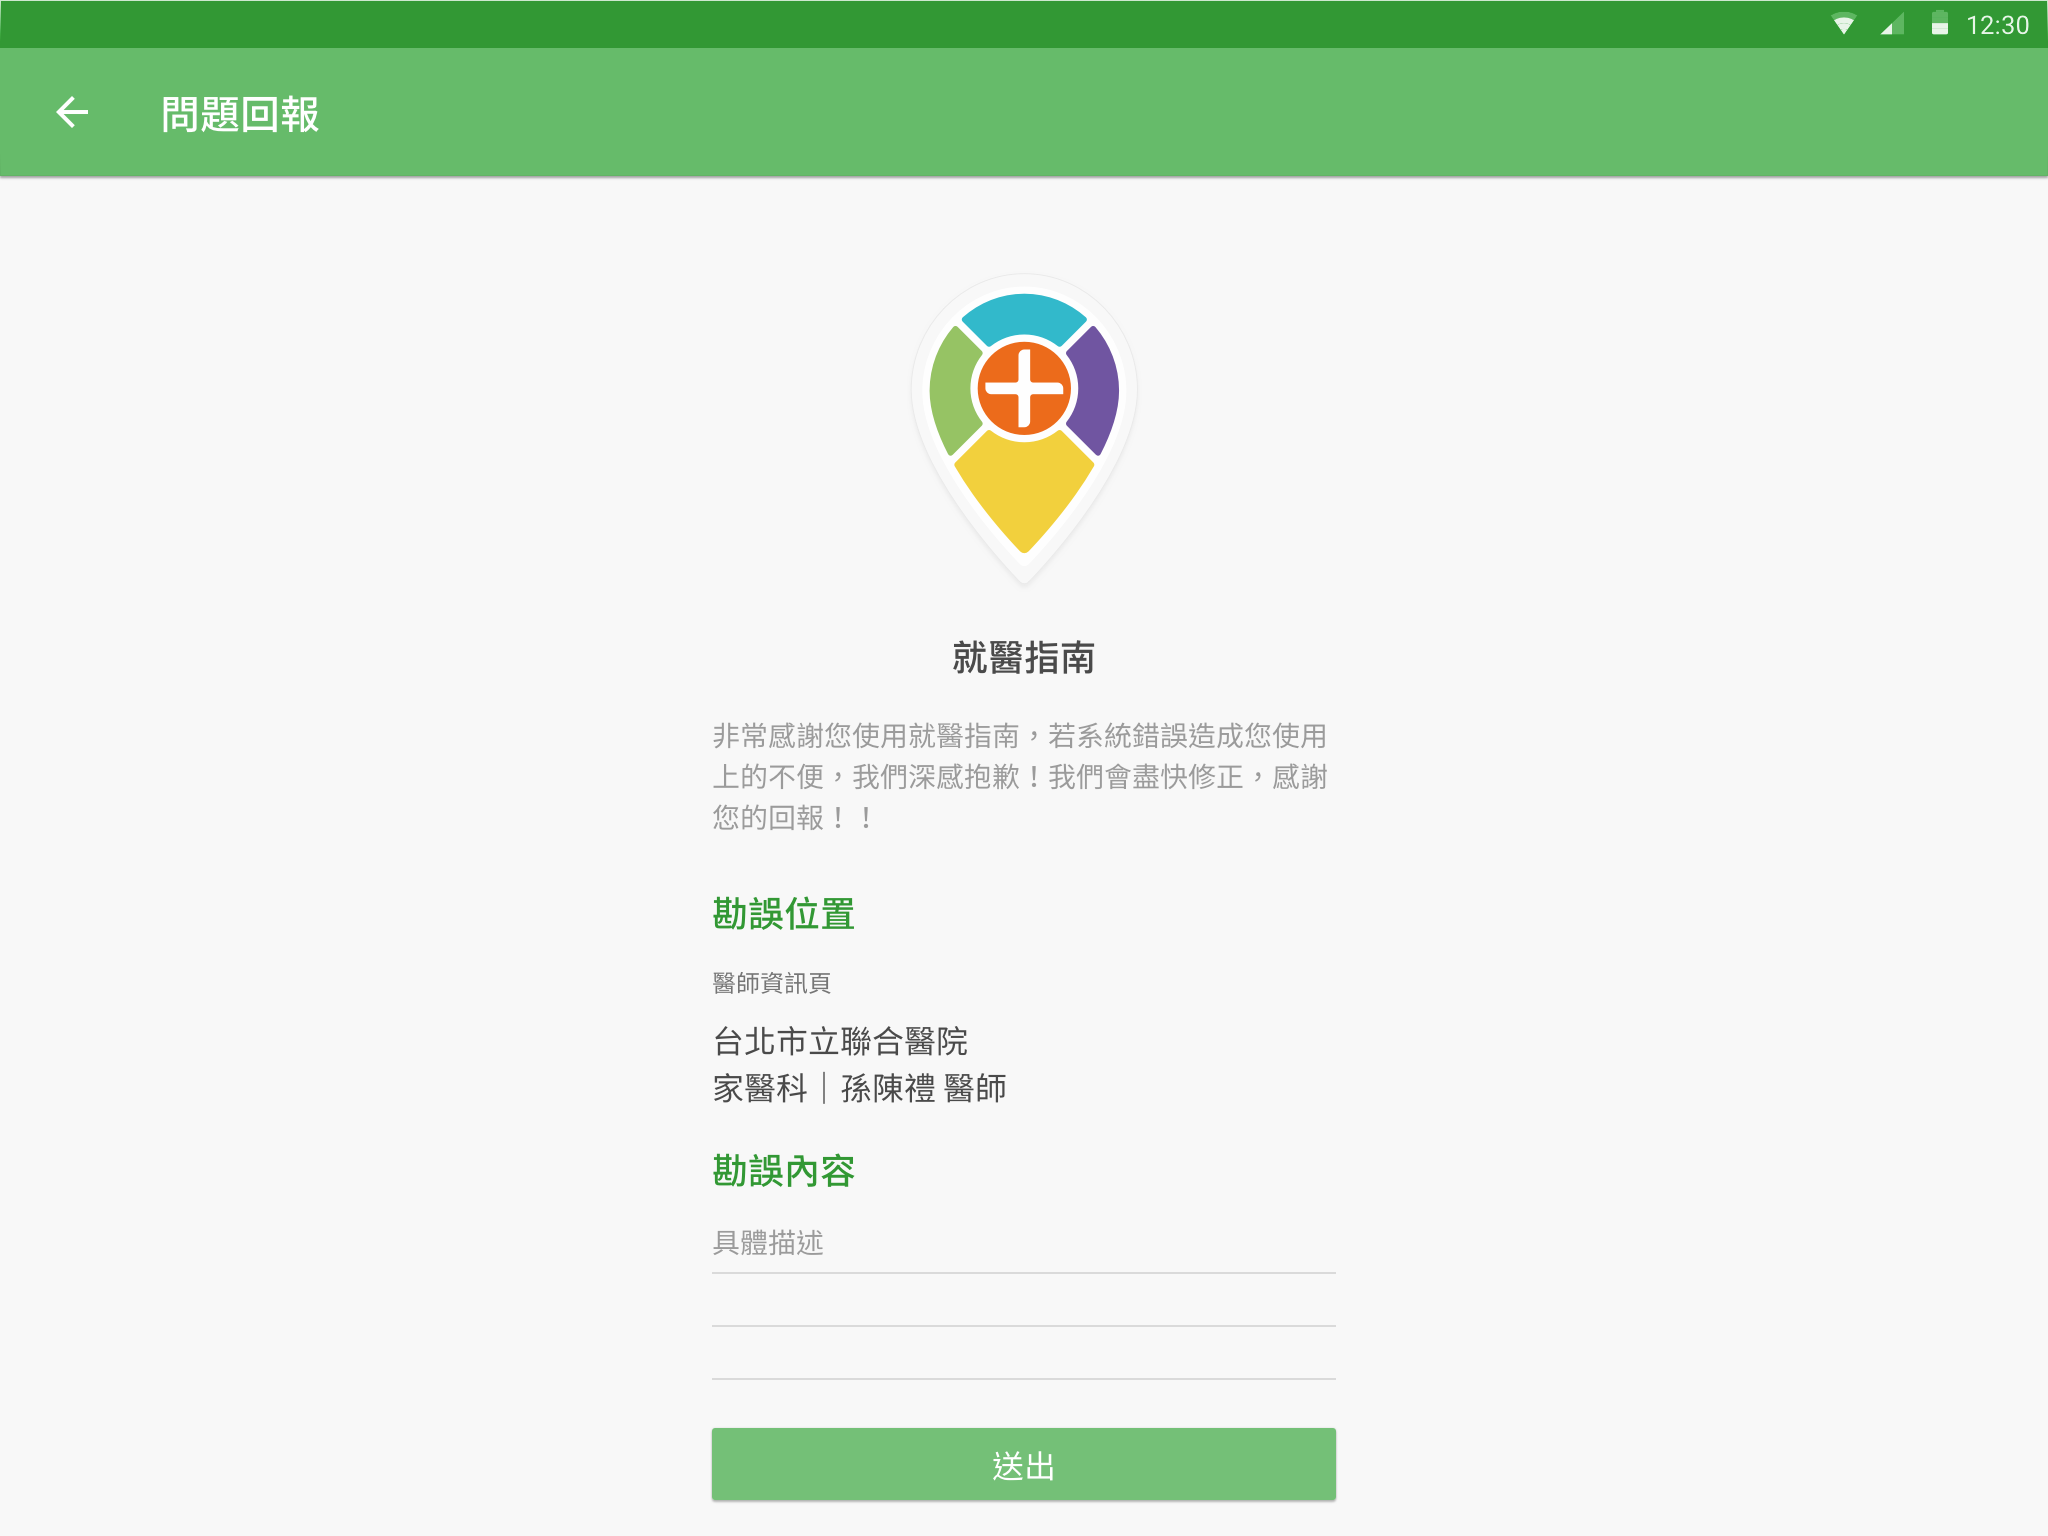 12:30
問題回報
就醫指南
非常感謝您使用就醫指南，若系統錯誤造成您使用
上的不便，我們深感抱歉！我們會盡快修正，感謝
您的回報！！
勘誤位置
醫師資訊頁
台北市立聯合醫院
家醫科｜孫陳禮 醫師
勘誤內容
具體描述
送出